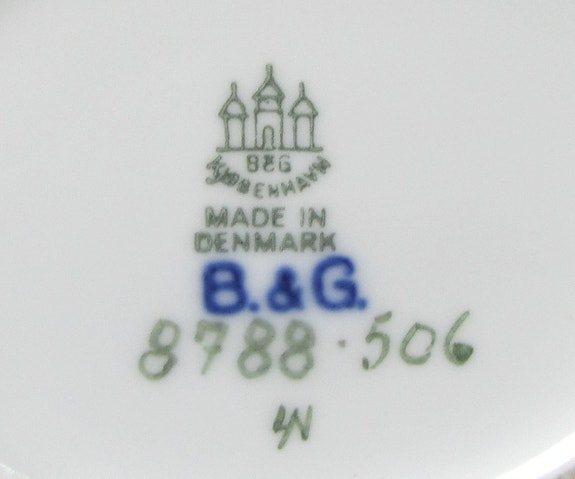 B&G
KJØBENHAVN
MADE IN
DENMARK
B.&G.
8788·506